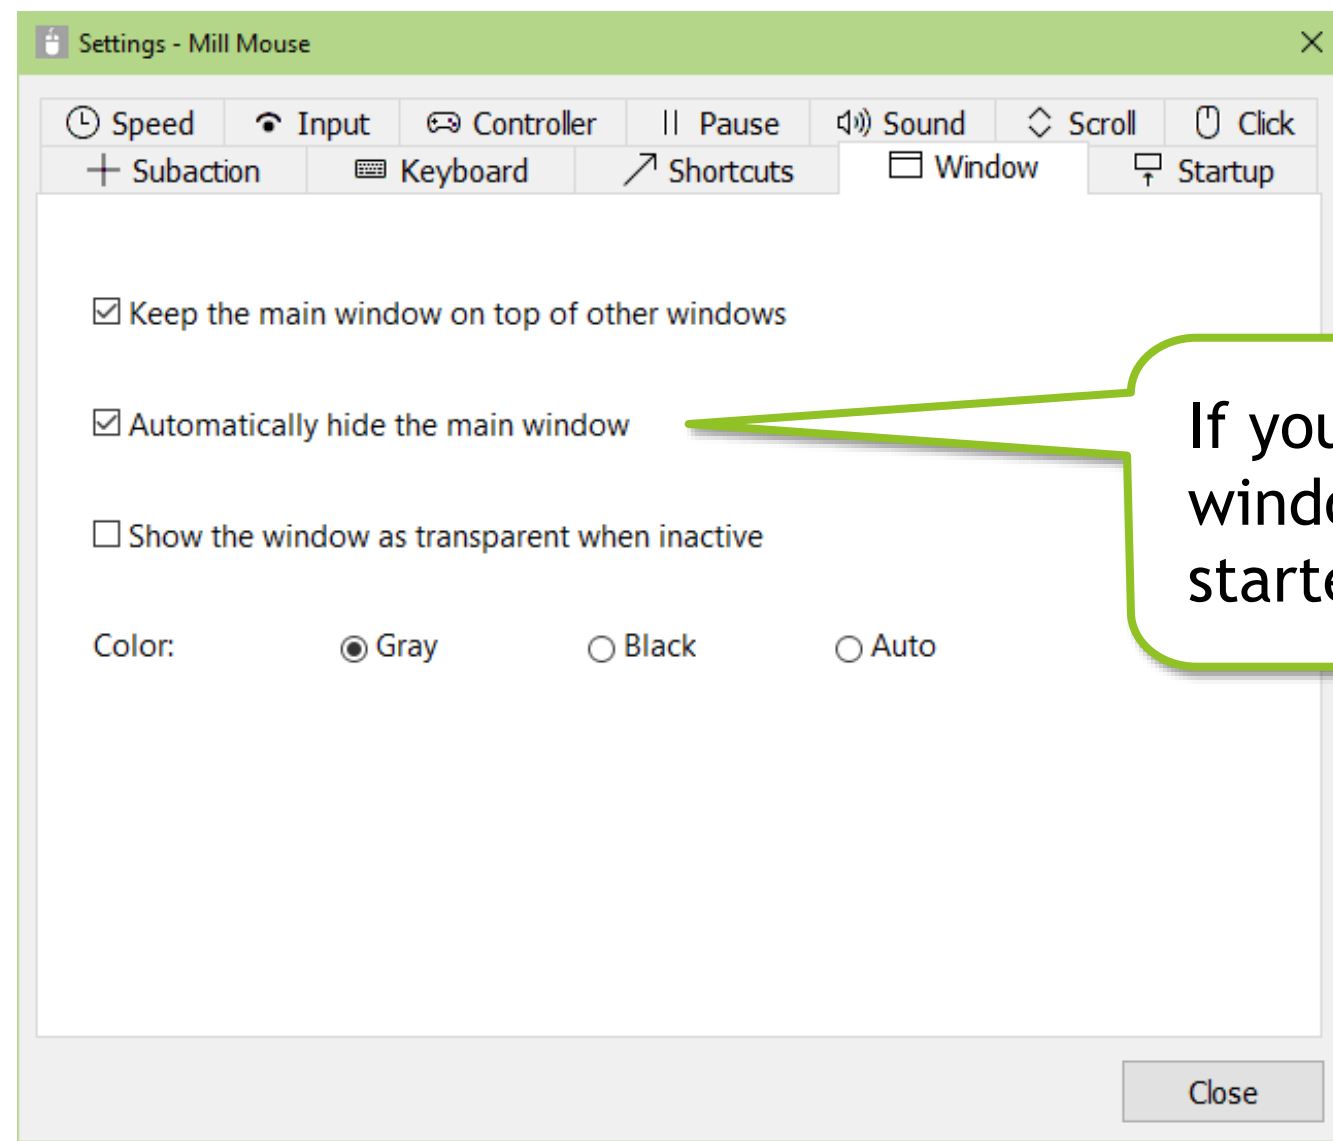 Settings - Mill Mouse
Speed Input Controller Pause Sound Scroll Click
Subaction Keyboard Shortcuts Window Startup
Keep the main window on top of other windows
Automatically hide the main window
If you
Show the window as transparent when inactive
Color: Gray Black Auto
Close